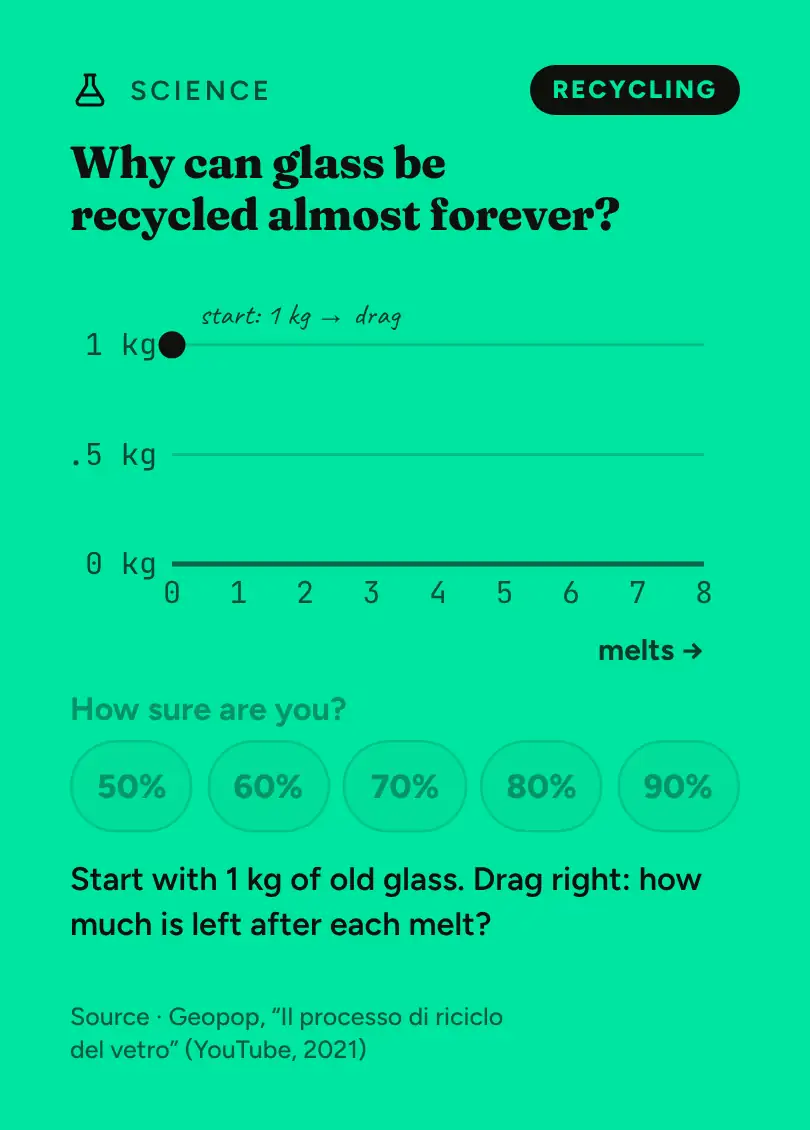 SCIENCE
RECYCLING
Why can glass be
recycled almost forever?
start: 1 kg → drag
1 kg
.5 kg
0 kg
0 1 2 3 4 5 6 7 8
melts →
How sure are you?
50% 60% 70% 80% 90%
Start with 1 kg of old glass. Drag right: how
much is left after each melt?
Source · Geopop, “Il processo di riciclo
del vetro” (YouTube, 2021)